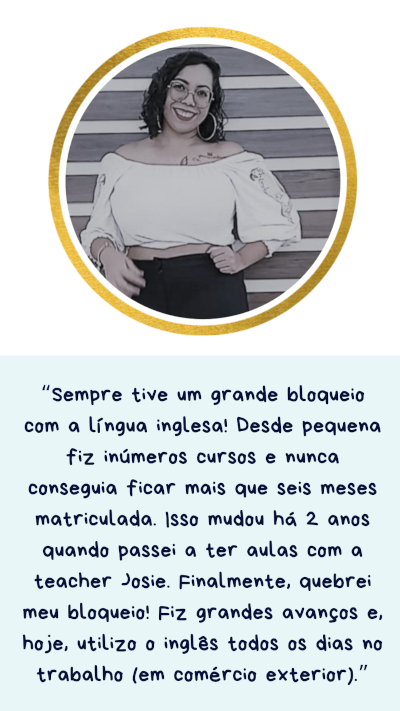 “Sempre tive um grande bloqueio
com a língua inglesa! Desde pequena
fiz inúmeros cursos e nunca
conseguia ficar mais que seis meses
matriculada. Isso mudou há 2 anos
quando passei a ter aulas com a
teacher Josie. Finalmente, quebrei
meu bloqueio! Fiz grandes avanços e,
hoje, utilizo o inglês todos os dias no
trabalho (em comércio exterior).”